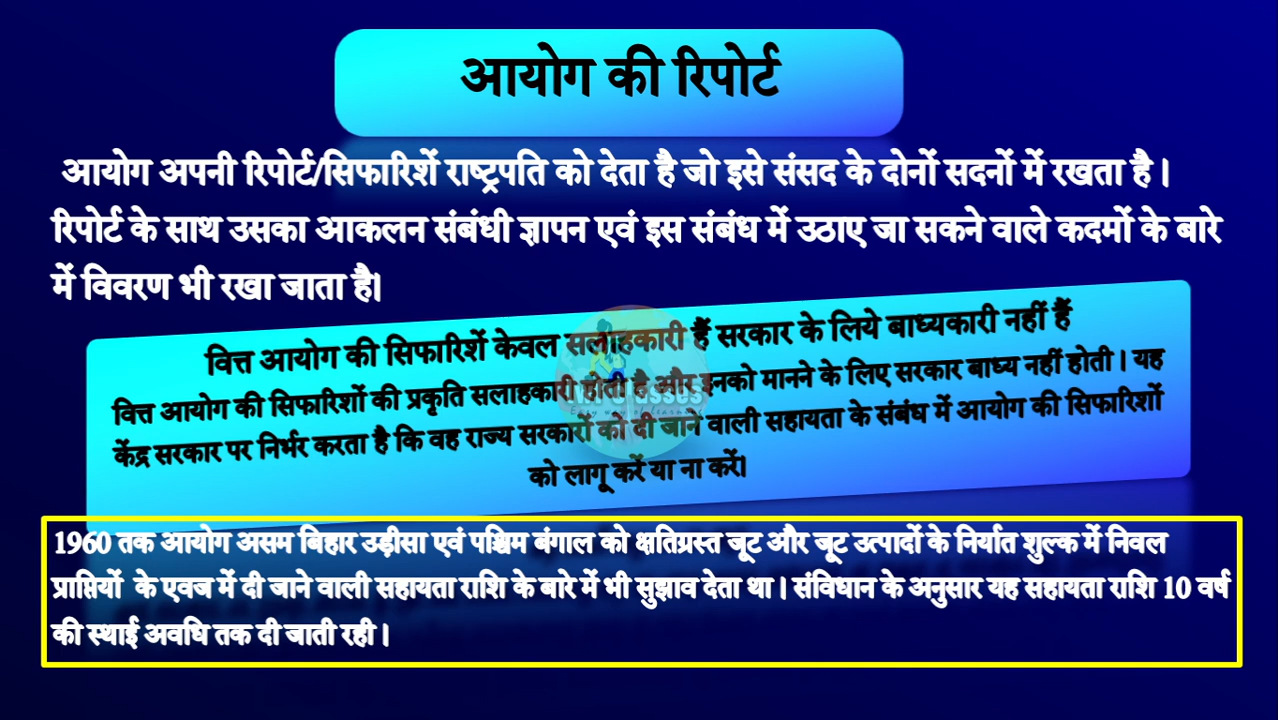 आयोग की रिपोर्ट
आयोग अपनी रिपोर्ट/सिफारिशें राष्ट्रपति को देता है जो इसे संसद के दोनों सदनों में रखता है ।
रिपोर्ट के साथ उसका आकलन संबंधी ज्ञापन एवं इस संबंध में उठाए जा सकने वाले कदमों के बारे
में विवरण भी रखा जाता है।
वित्त आयोग की सिफारिशें केवल सलाहकारी हैं सरकार के लिये बाध्यकारी नहीं हैं
वित्त आयोग की सिफारिशों की प्रकृति सलाहकारी होती है और इनको मानने के लिए सरकार बाध्य नहीं होती । यह
केंद्र सरकार पर निर्भर करता है कि वह राज्य सरकारों को दी जाने वाली सहायता के संबंध में आयोग की सिफारिशों
को लागू करें या ना करें।
1960 तक आयोग असम बिहार उड़ीसा एवं पश्चिम बंगाल को क्षतिग्रस्त जूट और जूट उत्पादों के निर्यात शुल्क में निवल
प्राप्तियों के एवज में दी जाने वाली सहायता राशि के बारे में भी सुझाव देता था । संविधान के अनुसार यह सहायता राशि 10 वर्ष
की स्थाई अवधि तक दी जाती रही ।